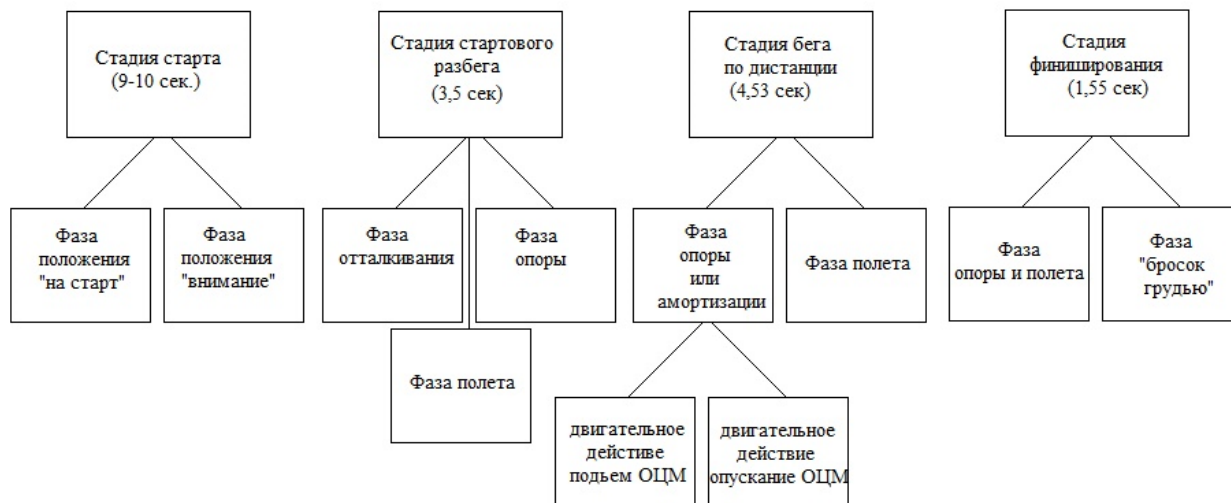 Стадия старта
(9-10 сек.)
Стадия стартового
разбега
(3,5 сек)
Стадия бега
по дистанции
(4,53 сек)
Стадия
финиширования
(1,55 сек)
Фаза
положения
"на старт"
Фаза
положения
"внимание"
Фаза
отталкивания
Фаза
опоры
Фаза
опоры
или
амортизации
Фаза полета
Фаза
опоры и полета
Фаза
"бросок
грудью"
Фаза полета
двигательное
действие
подьем ОЦМ
двигательное
действие
опускание ОЦМ